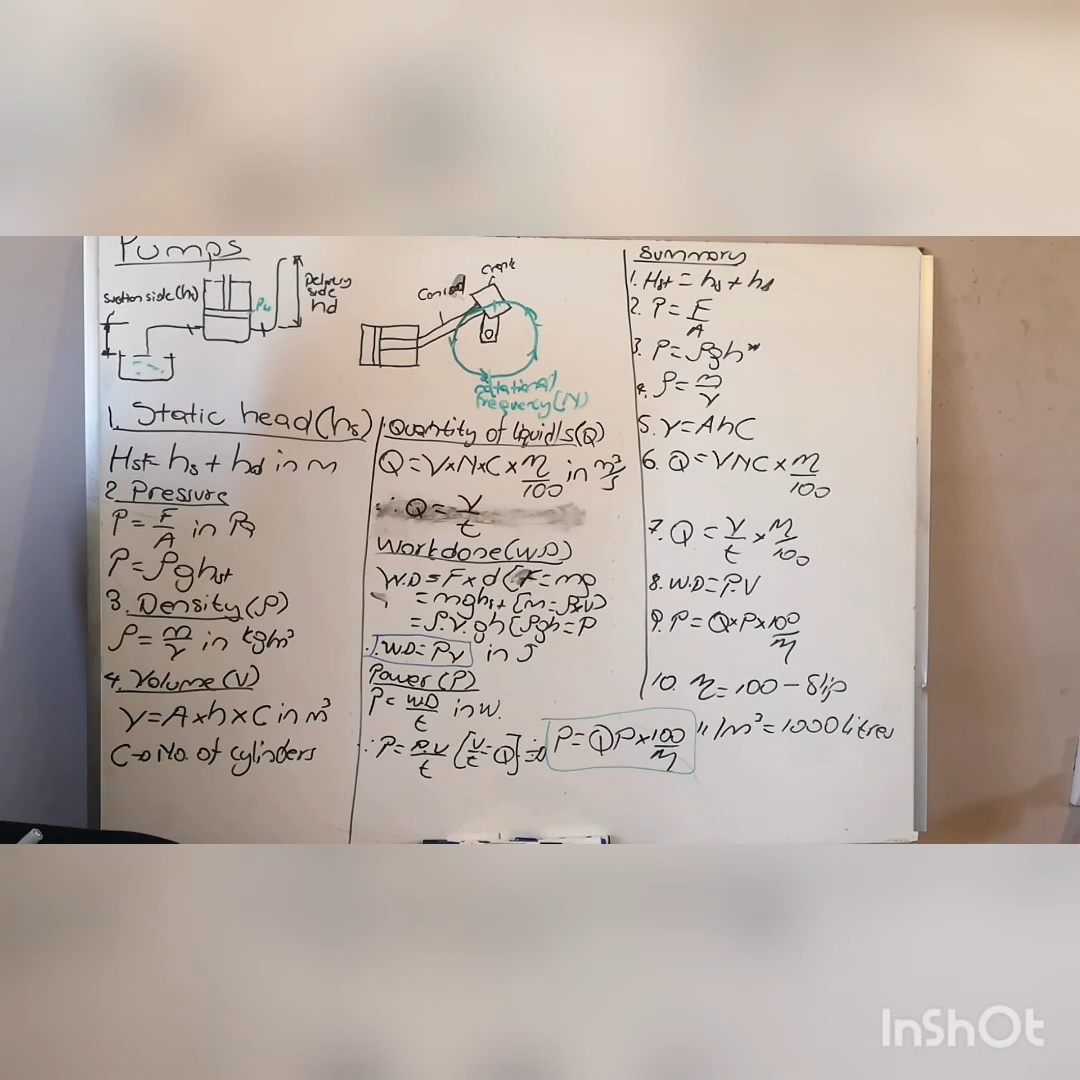 Pumps
Suction side (hs)
Delivery
side
hd
Conrod
Crank
rotational
frequency (N)
1. Static head (hs)
Hst = hs + hd in m
2. Pressure
P = F/A in Pa
P = ρghst
3. Density (ρ)
ρ = m/v in kg/m³
4. Volume (V)
V = A x h x C in m³
C → No. of cylinders
Quantity of liquids (Q)
Q = V x N x C x η/100 in m³/s
∴ Q = V/t
Work done (W.D)
W.D = F x d
= mghst [m = ρ x V)
= ρ.V.gh [ρgh = P
∴ WD = PV in J
Power (P)
P = WD/t in W.
∴ P = P.V/t [V/t = Q]
P = QP x 100/η
Summary
1. Hst = hs + hd
2. P = F/A
3. P = ρgh
4. ρ = m/v
5. V = AhC
6. Q = VNC x η/100
7. Q = V/t x η/100
8. W.D = P.V
9. P = Q x P x 100/η
10. η = 100 - Slip
11 1m³ = 1000 litres
InShOt